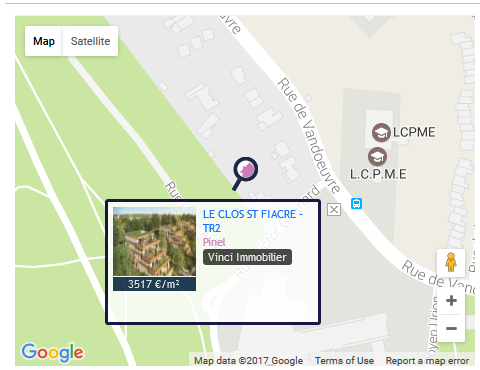 Map
Satellite
Rue de Vandoeuvre
LCPME
L.C.P.M.E
LE CLOS ST FIACRE -
TR2
Pinel
Vinci Immobilier
3517 €/m²
Rue de Vand
Google
Map data ©2017 Google
Terms of Use
Report a map error